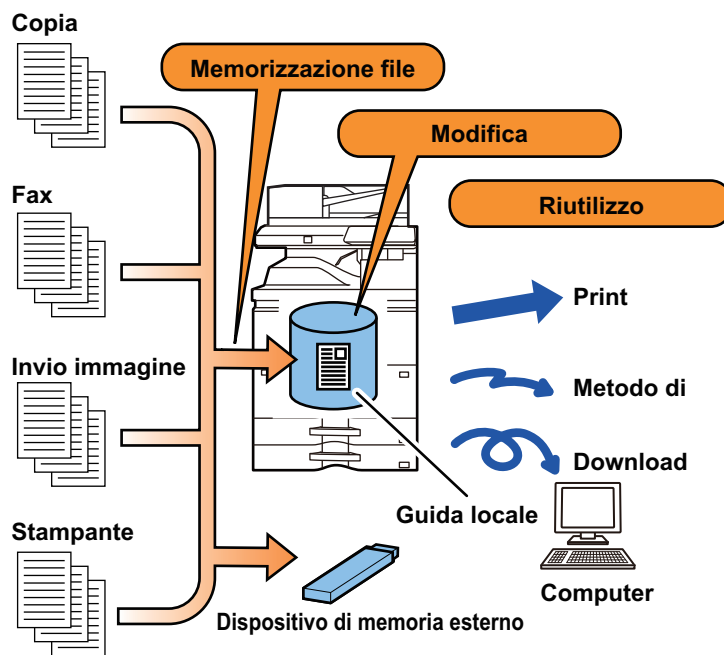 Copia
Memorizzazione file
Modifica
Fax
Riutilizzo
Print
Invio immagine
Metodo di
Download
Guida locale
Stampante
Computer
Dispositivo di memoria esterno